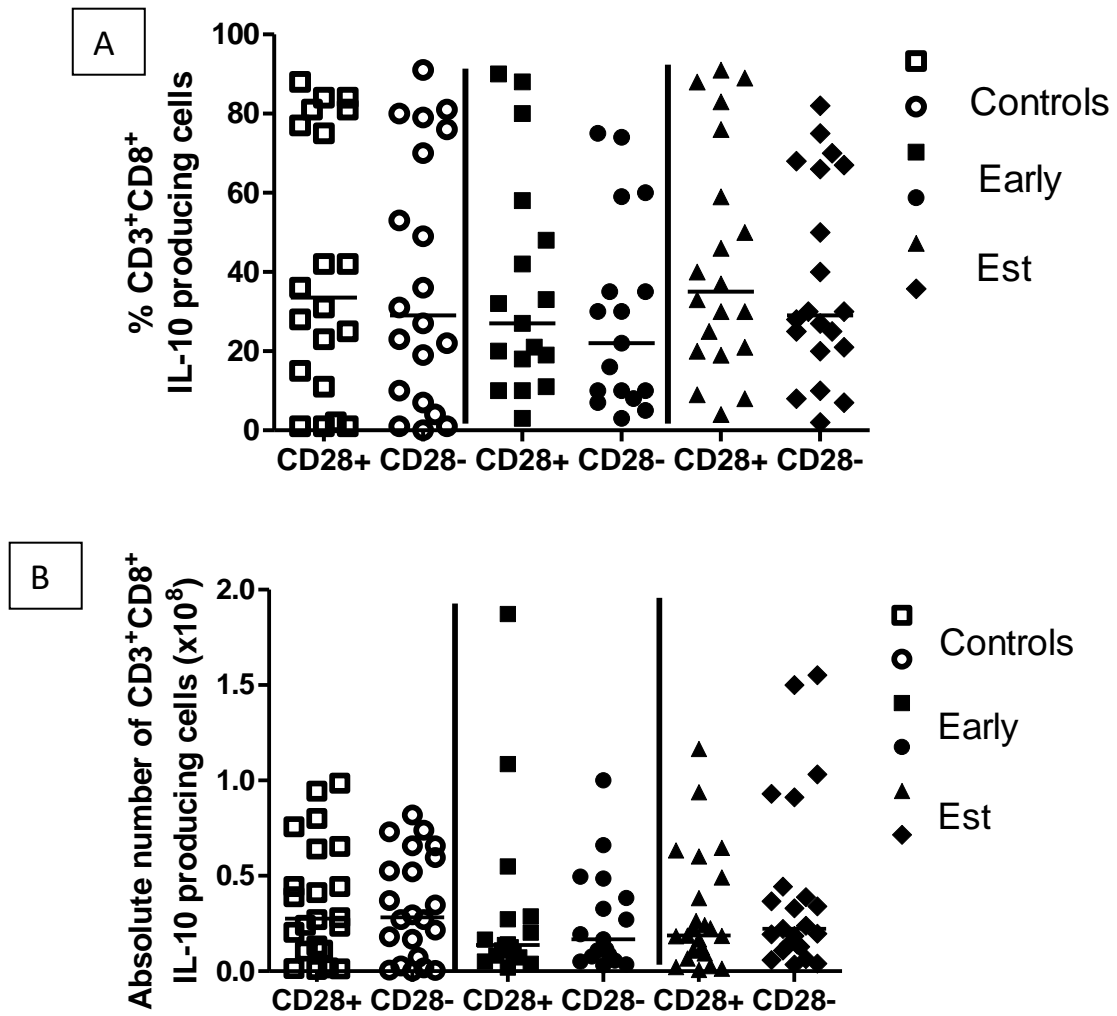 A
% CD3⁺CD8⁺
IL-10 producing cells
100
80
60
40
20
0
CD28+ CD28- CD28+ CD28- CD28+ CD28-
Controls
Early
Est
B
Absolute number of CD3⁺CD8⁺
IL-10 producing cells (x10⁸)
2.0
1.5
1.0
0.5
0.0
CD28+ CD28- CD28+ CD28- CD28+ CD28-
Controls
Early
Est